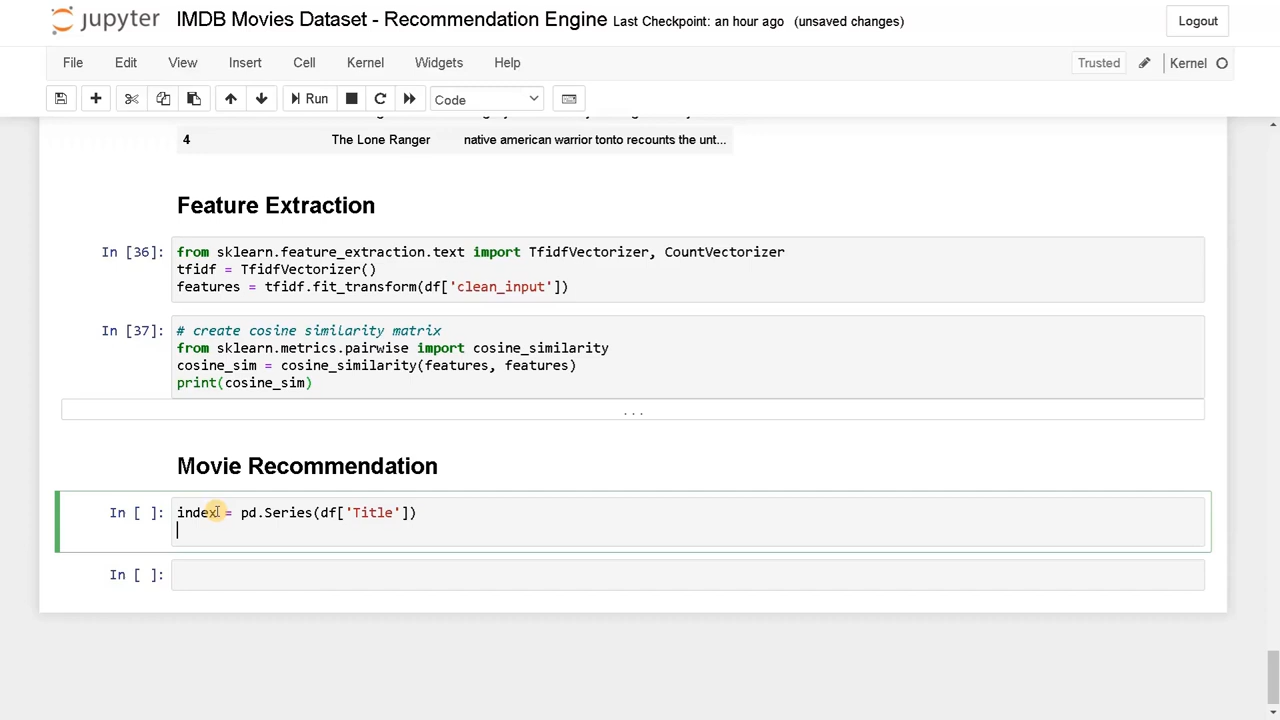 jupyter IMDB Movies Dataset - Recommendation Engine Last Checkpoint: an hour ago (unsaved changes) Logout
File Edit View Insert Cell Kernel Widgets Help Trusted Kernel
Run Code
4 The Lone Ranger native american warrior tonto recounts the unt...
Feature Extraction
In [36]: from sklearn.feature_extraction.text import TfidfVectorizer, CountVectorizer
tfidf = TfidfVectorizer()
features = tfidf.fit_transform(df['clean_input'])
In [37]: # create cosine similarity matrix
from sklearn.metrics.pairwise import cosine_similarity
cosine_sim = cosine_similarity(features, features)
print(cosine_sim)
...
Movie Recommendation
In [ ]: index = pd.Series(df['Title'])
In [ ]: